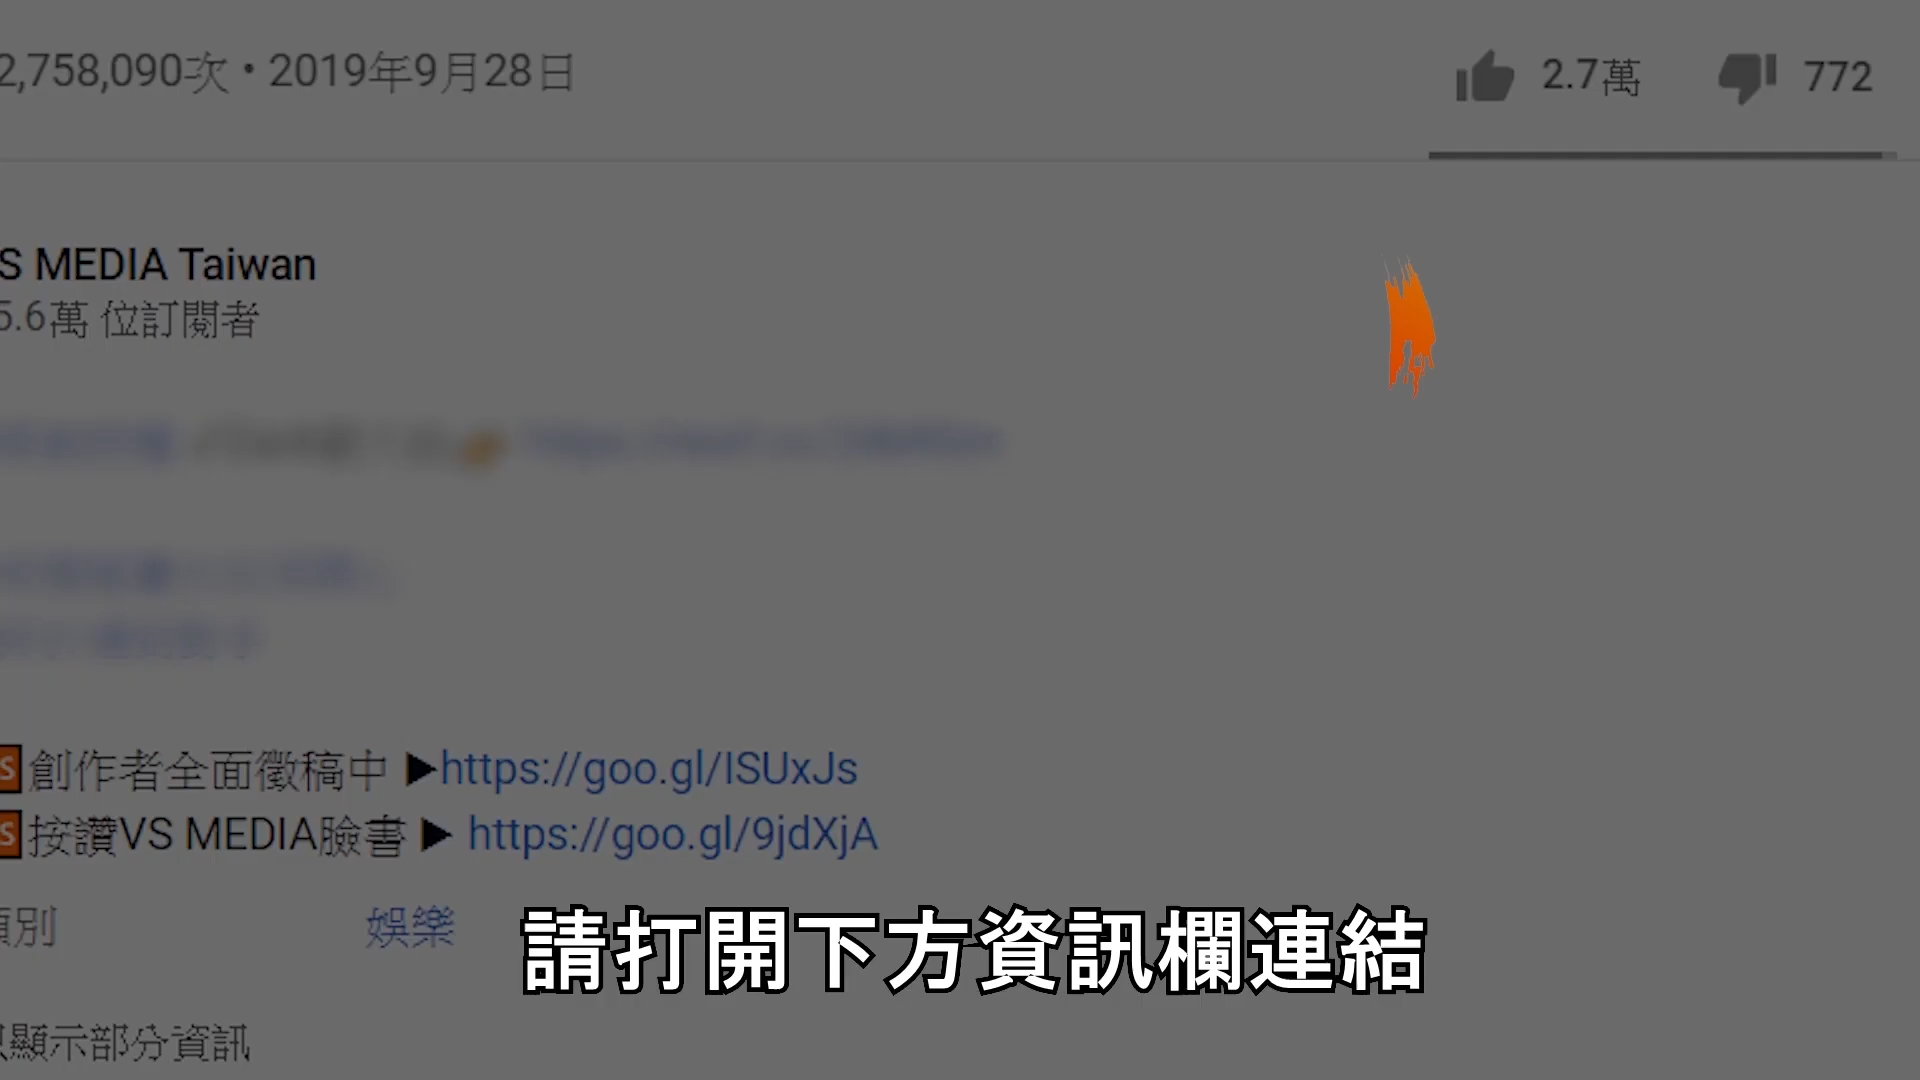 2,758,090次 • 2019年9月28日
2.7萬
772
S MEDIA Taiwan
5.6萬 位訂閱者
S創作者全面徵稿中 ▶https://goo.gl/ISUxJs
S按讚VS MEDIA臉書 ▶ https://goo.gl/9jdXjA
類別 娛樂
請打開下方資訊欄連結
只顯示部分資訊